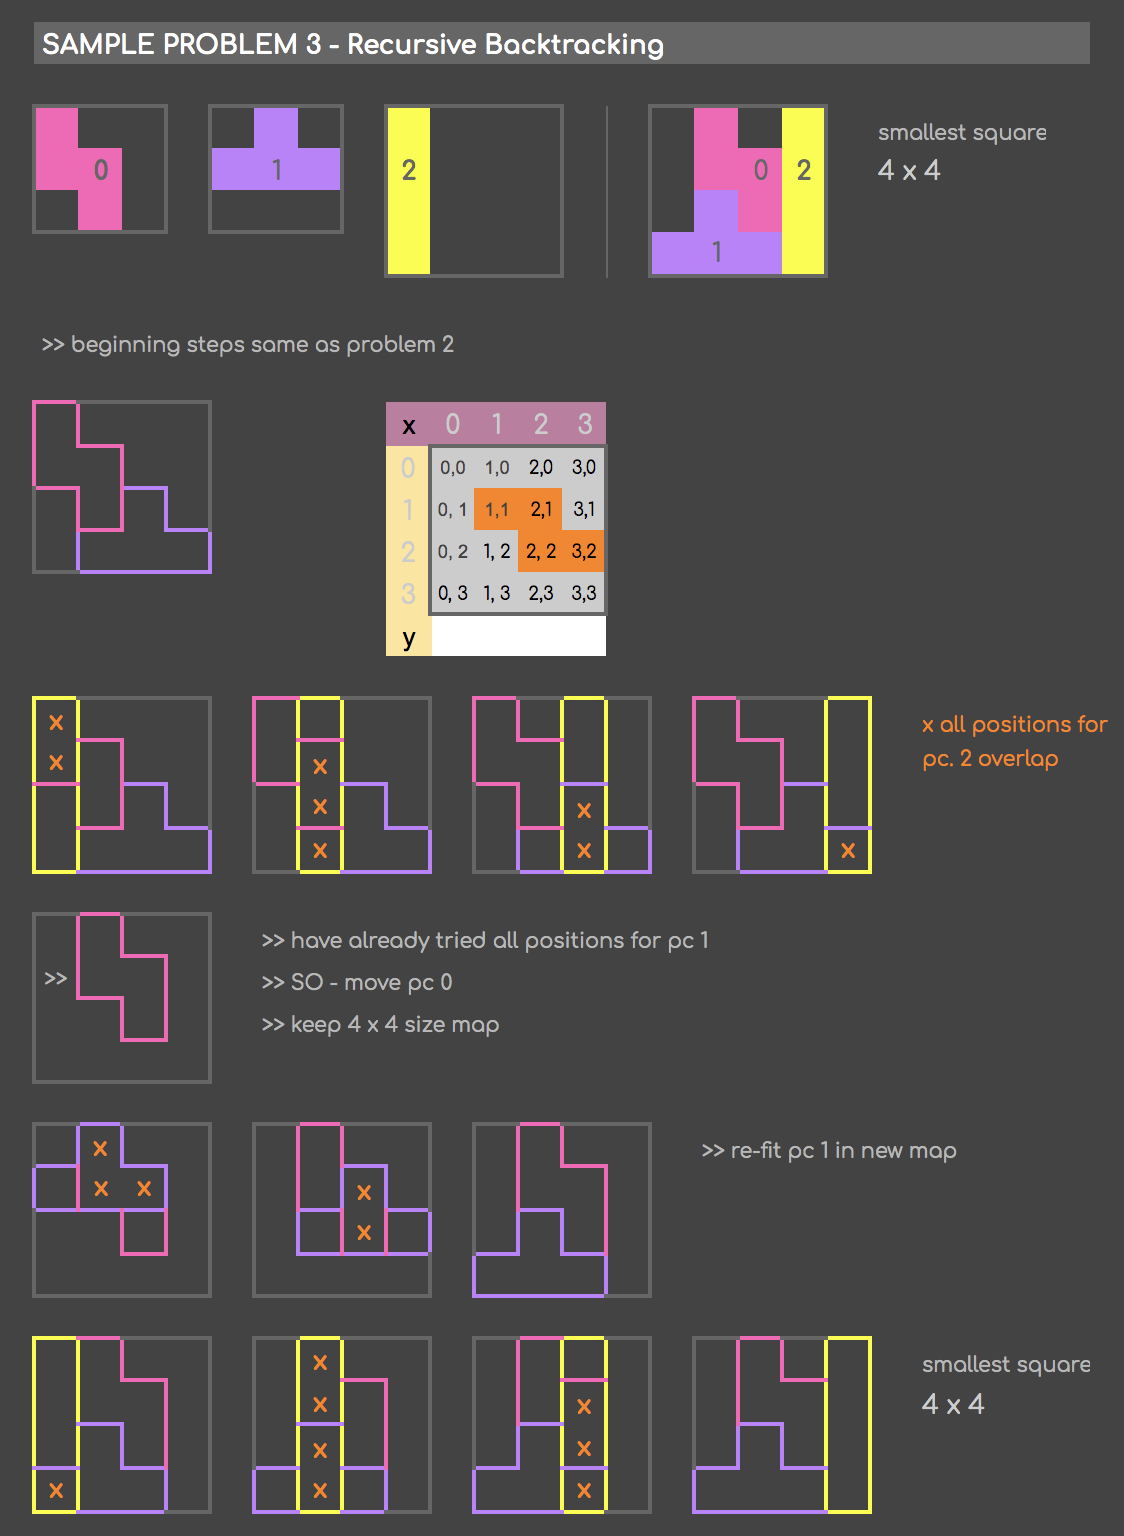 SAMPLE PROBLEM 3 - Recursive Backtracking
0
1
2
0 2
1
smallest square
4 x 4
>> beginning steps same as problem 2
x 0 1 2 3
0 0,0 1,0 2,0 3,0
1 0, 1 1,1 2,1 3,1
2 0, 2 1, 2 2, 2 3,2
3 0, 3 1, 3 2,3 3,3
y
x
x
x
x
x
x
x
x
x all positions for
pc. 2 overlap
>>
>> have already tried all positions for pc 1
>> SO - move pc 0
>> keep 4 x 4 size map
x
x x
x
x
>> re-fit pc 1 in new map
x
x
x
x
x
x
x
x
smallest square
4 x 4